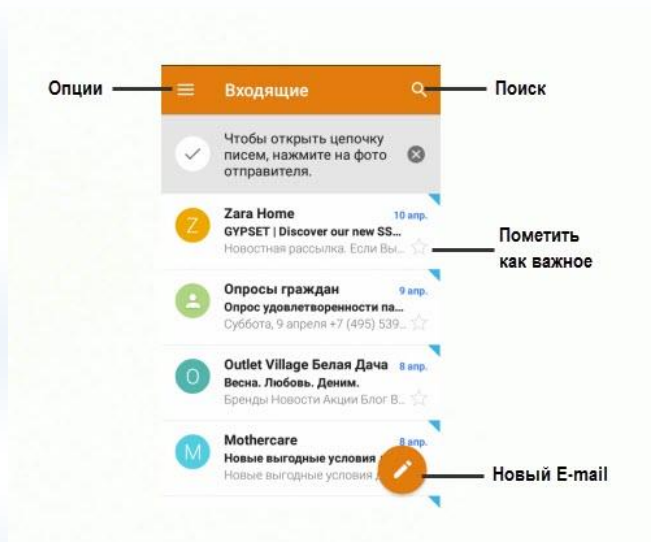 Опции
Входящие
Поиск
Чтобы открыть цепочку
писем, нажмите на фото
отправителя.
Z
Zara Home
10 апр.
GYPSET | Discover our new SS...
Новостная рассылка. Если Вы...
Пометить
как важное
Опросы граждан
9 апр.
Опрос удовлетворенности па...
Суббота, 9 апреля +7 (495) 539...
O
Outlet Village Белая Дача
8 апр.
Весна. Любовь. Деним.
Бренды Новости Акции Блог В...
M
Mothercare
8 апр.
Новые выгодные условия
Новые выгодные условия
Новый E-mail